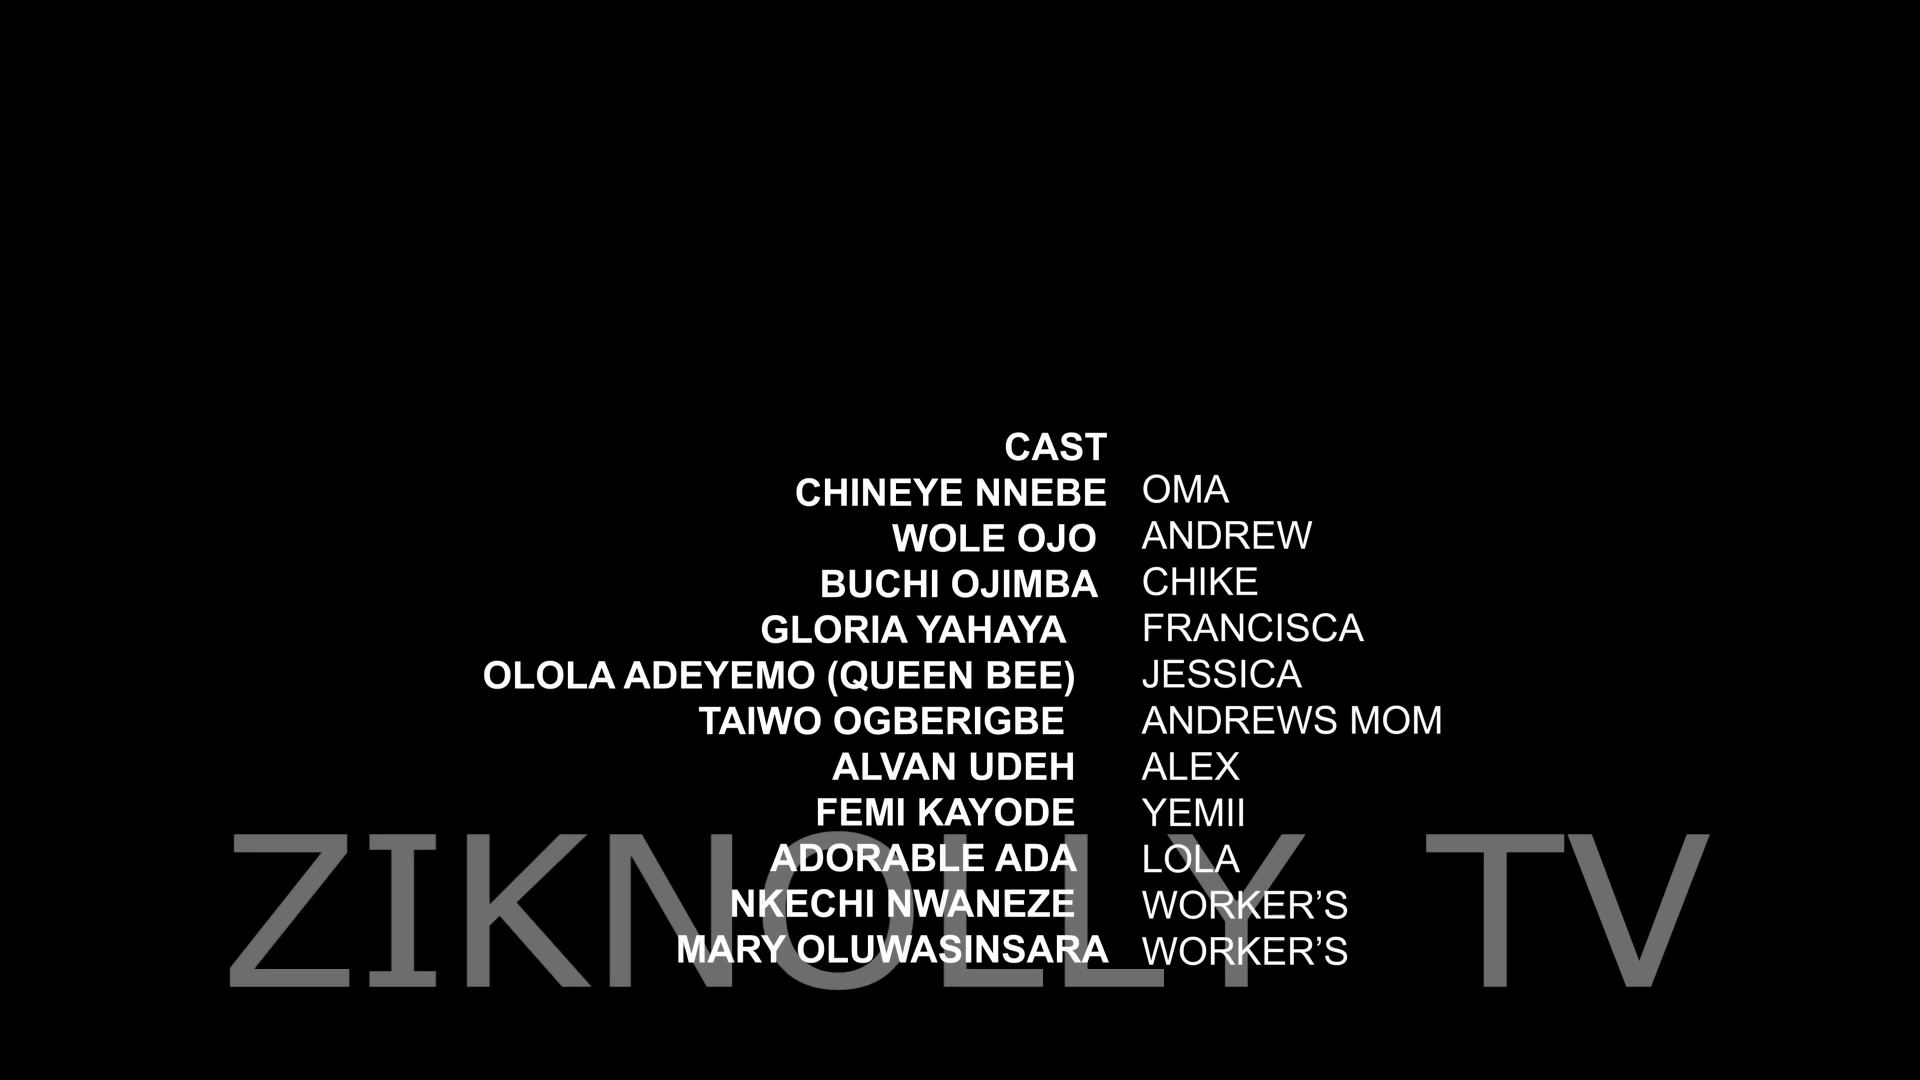 CAST
CHINEYE NNEBE OMA
WOLE OJO ANDREW
BUCHI OJIMBA CHIKE
GLORIA YAHAYA FRANCISCA
OLOLA ADEYEMO (QUEEN BEE) JESSICA
TAIWO OGBERIGBE ANDREWS MOM
ALVAN UDEH ALEX
FEMI KAYODE YEMII
ADORABLE ADA LOLA
NKECHI NWANEZE WORKER’S
MARY OLUWASINSARA WORKER’S
ZIKNOLLY TV